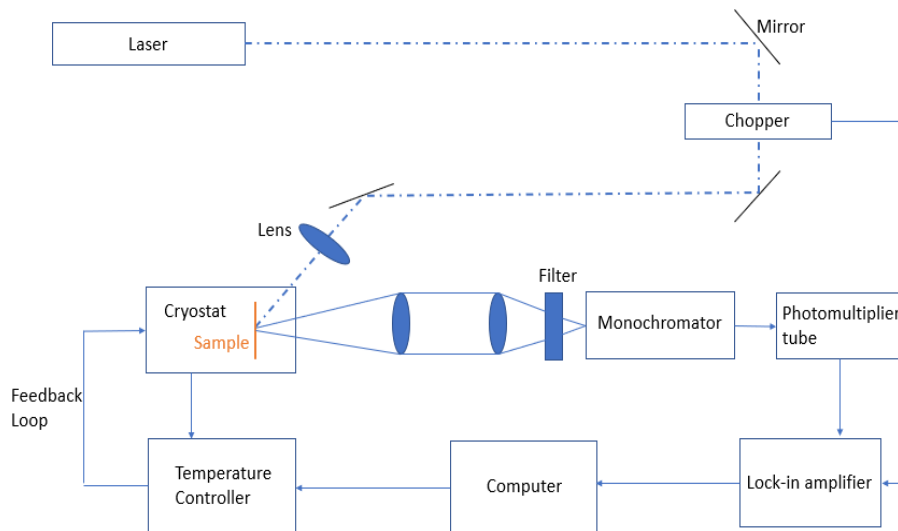 Laser
Mirror
Chopper
Lens
Filter
Cryostat
Sample
Monochromator
Photomultiplier
tube
Feedback
Loop
Temperature
Controller
Computer
Lock-in amplifier